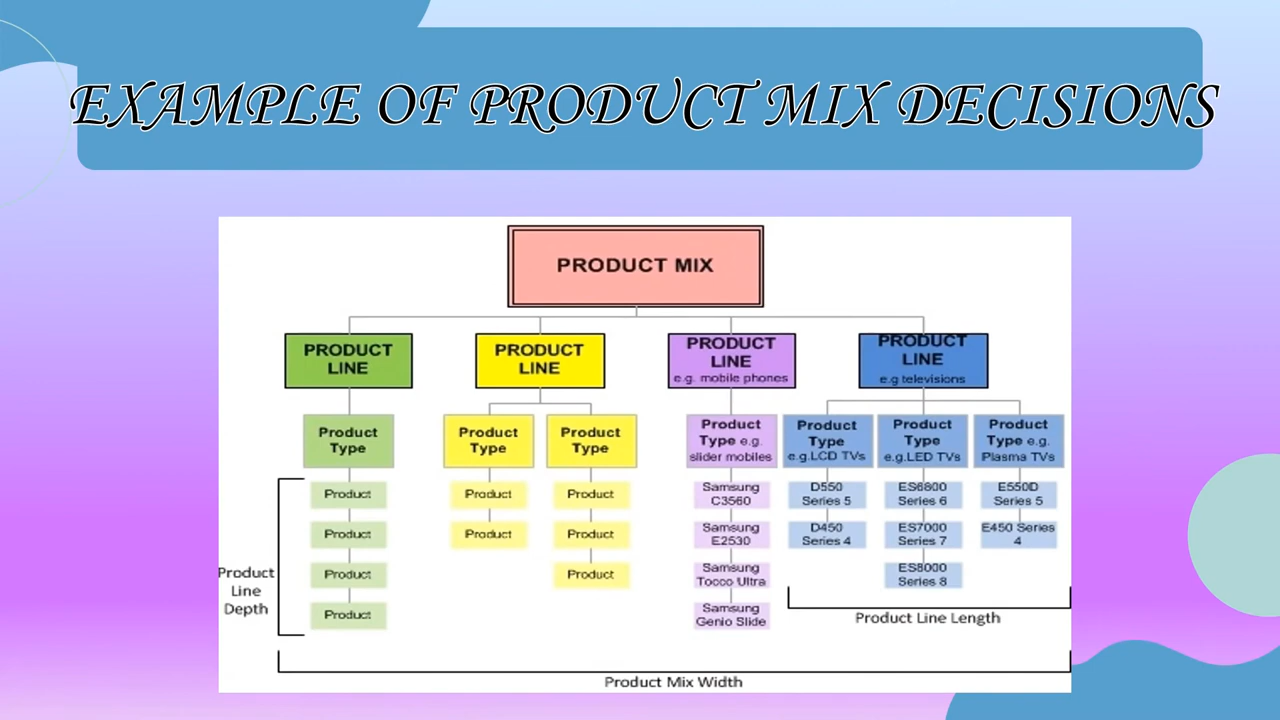 EXAMPLE OF PRODUCT MIX DECISIONS
PRODUCT MIX
PRODUCT
LINE
PRODUCT
LINE
PRODUCT
LINE
e.g. mobile phones
PRODUCT
LINE
e.g televisions
Product
Type
Product
Type
Product
Type
Product
Type e.g.
slider mobiles
Product
Type
e.g.LCD TVs
Product
Type
e.g.LED TVs
Product
Type e.g.
Plasma TVs
Product
Product
Product
Product
Product
Product
Product
Product
Product
Samsung
C3560
Samsung
E2530
Samsung
Tocco Ultra
Samsung
Genio Slide
D550
Series 5
D450
Series 4
ES6800
Series 6
ES7000
Series 7
ES8000
Series 8
E550D
Series 5
E450 Series
4
Product
Line
Depth
Product Line Length
Product Mix Width